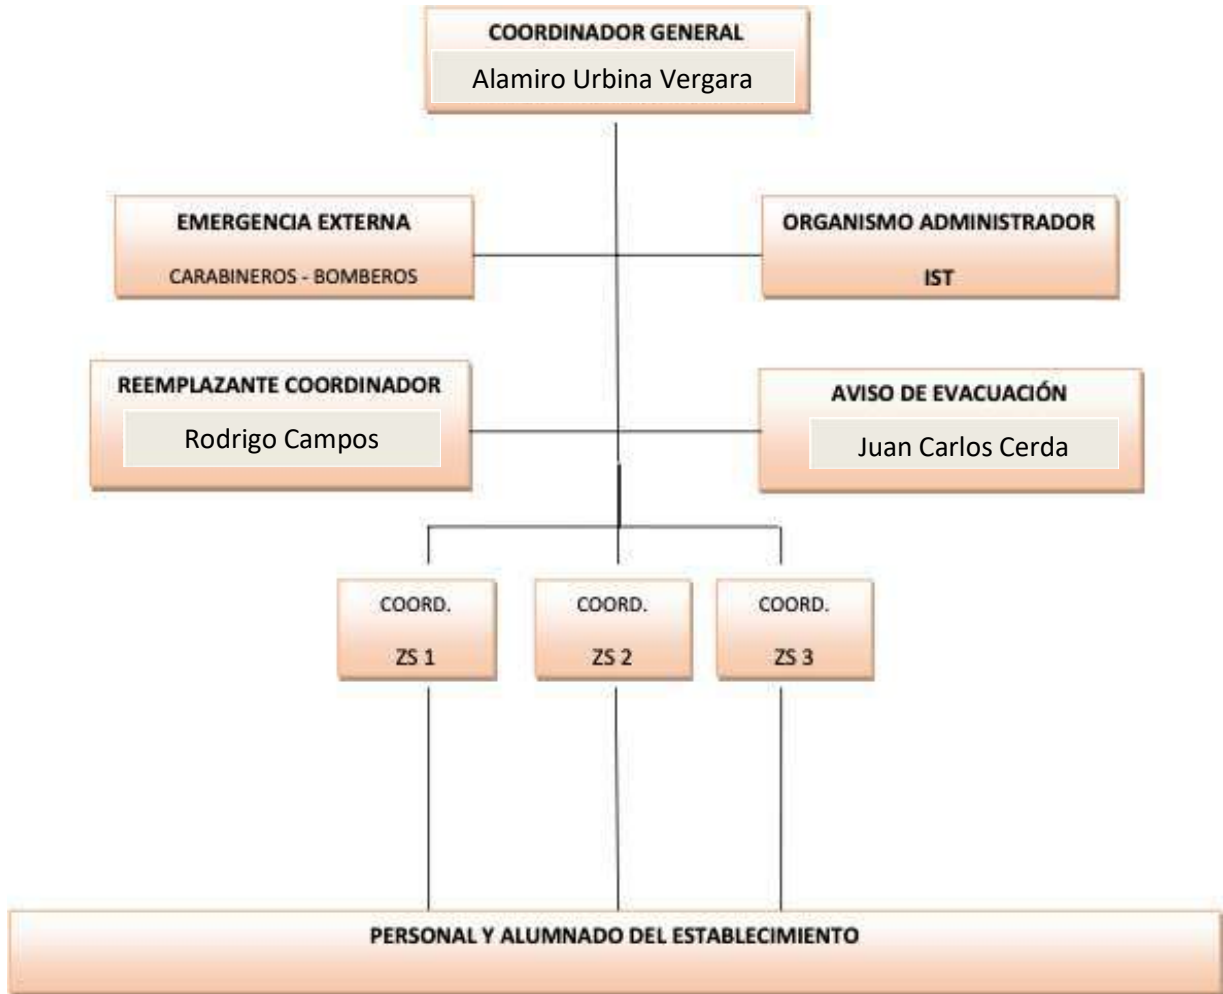 COORDINADOR GENERAL
Alamiro Urbina Vergara
EMERGENCIA EXTERNA
CARABINEROS - BOMBEROS
ORGANISMO ADMINISTRADOR
IST
REEMPLAZANTE COORDINADOR
Rodrigo Campos
AVISO DE EVACUACIÓN
Juan Carlos Cerda
COORD.
ZS 1
COORD.
ZS 2
COORD.
ZS 3
PERSONAL Y ALUMNADO DEL ESTABLECIMIENTO